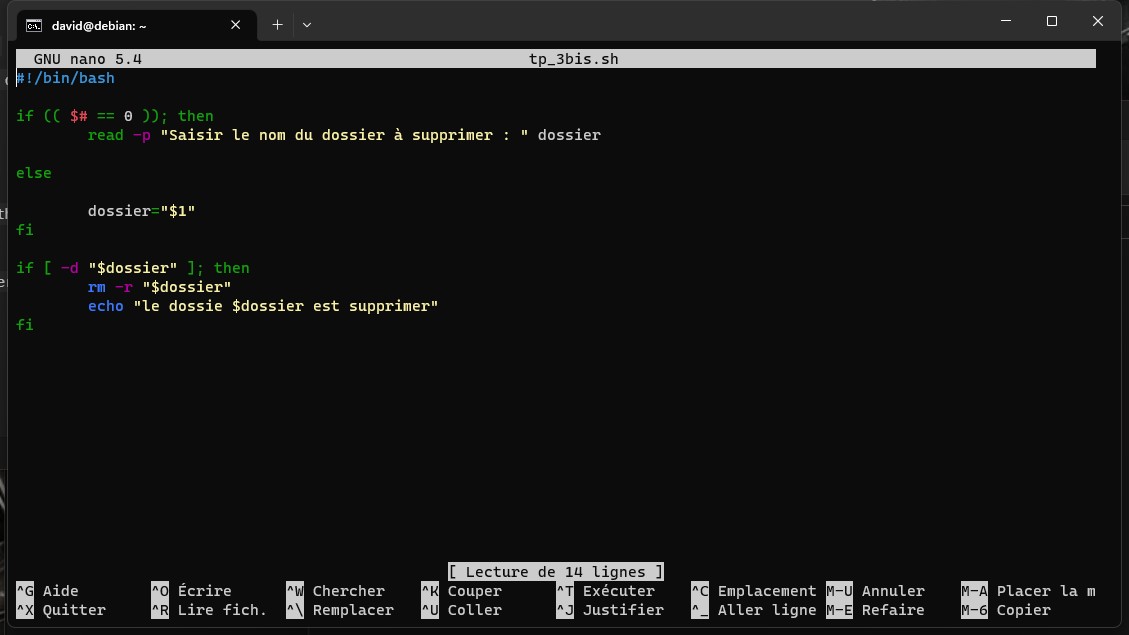 david@debian: ~
GNU nano 5.4 tp_3bis.sh
#!/bin/bash
if (( $# == 0 )); then
read -p "Saisir le nom du dossier à supprimer : " dossier
else
dossier="$1"
fi
if [ -d "$dossier" ]; then
rm -r "$dossier"
echo "le dossie $dossier est supprimer"
fi
[ Lecture de 14 lignes ]
^G Aide ^O Écrire ^W Chercher ^K Couper ^T Exécuter ^C Emplacement M-U Annuler M-A Placer la m
^X Quitter ^R Lire fich. ^\ Remplacer ^U Coller ^J Justifier ^_ Aller ligne M-E Refaire M-6 Copier